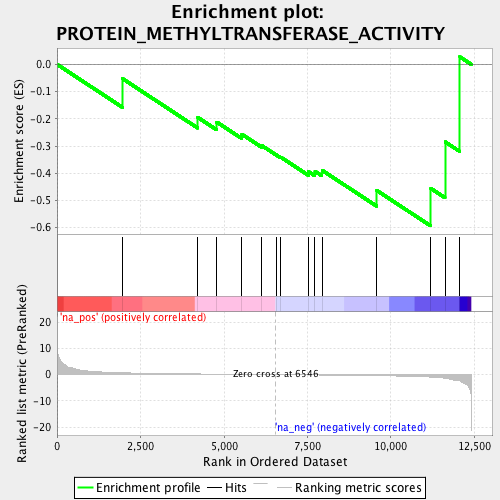 Enrichment plot:
PROTEIN_METHYLTRANSFERASE_ACTIVITY
Enrichment score (ES)
0.0
-0.1
-0.2
-0.3
-0.4
-0.5
-0.6
'na_pos' (positively correlated)
Ranked list metric (PreRanked)
20
10
0
-10
-20
Zero cross at 6546
'na_neg' (negatively correlated)
0
2,500
5,000
7,500
10,000
12,500
Rank in Ordered Dataset
Enrichment profile
Hits
Ranking metric scores